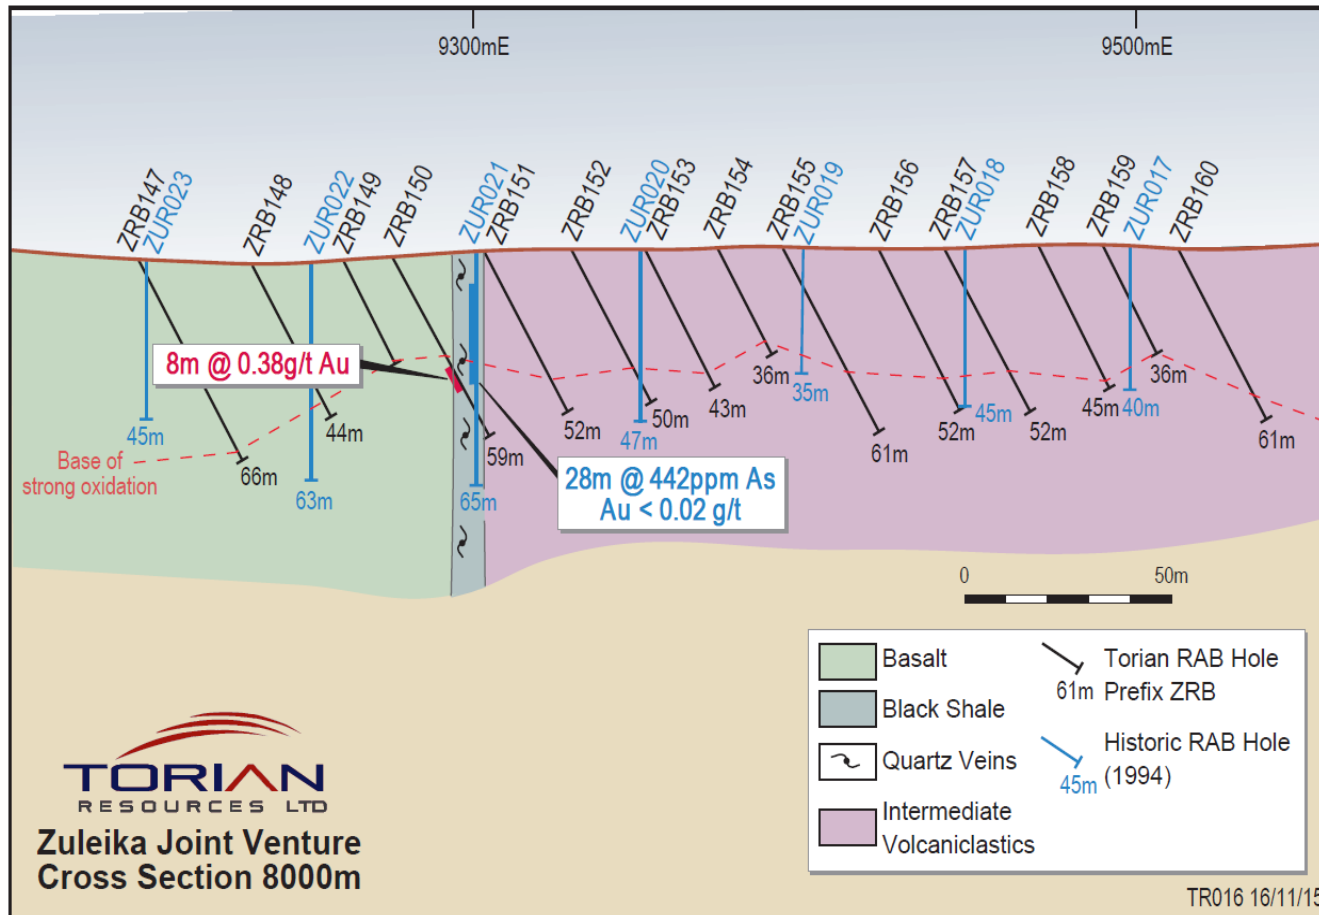 9300mE
9500mE
ZRB147
ZUR023
ZRB148
ZUR022
ZRB149
ZRB150
ZUR021
ZRB151
ZRB152
ZUR020
ZRB153
ZRB154
ZRB155
ZUR019
ZRB156
ZRB157
ZUR018
ZRB158
ZRB159
ZUR017
ZRB160
8m @ 0.38g/t Au
45m
66m
44m
63m
59m
65m
52m
47m
50m
43m
36m
35m
61m
52m
45m
52m
45m
40m
36m
61m
Base of
strong oxidation
28m @ 442ppm As
Au < 0.02 g/t
0
50m
Basalt
Black Shale
Quartz Veins
Intermediate
Volcaniclastics
61m
Torian RAB Hole
Prefix ZRB
45m
Historic RAB Hole
(1994)
TORIAN
RESOURCES LTD
Zuleika Joint Venture
Cross Section 8000m
TR016 16/11/15